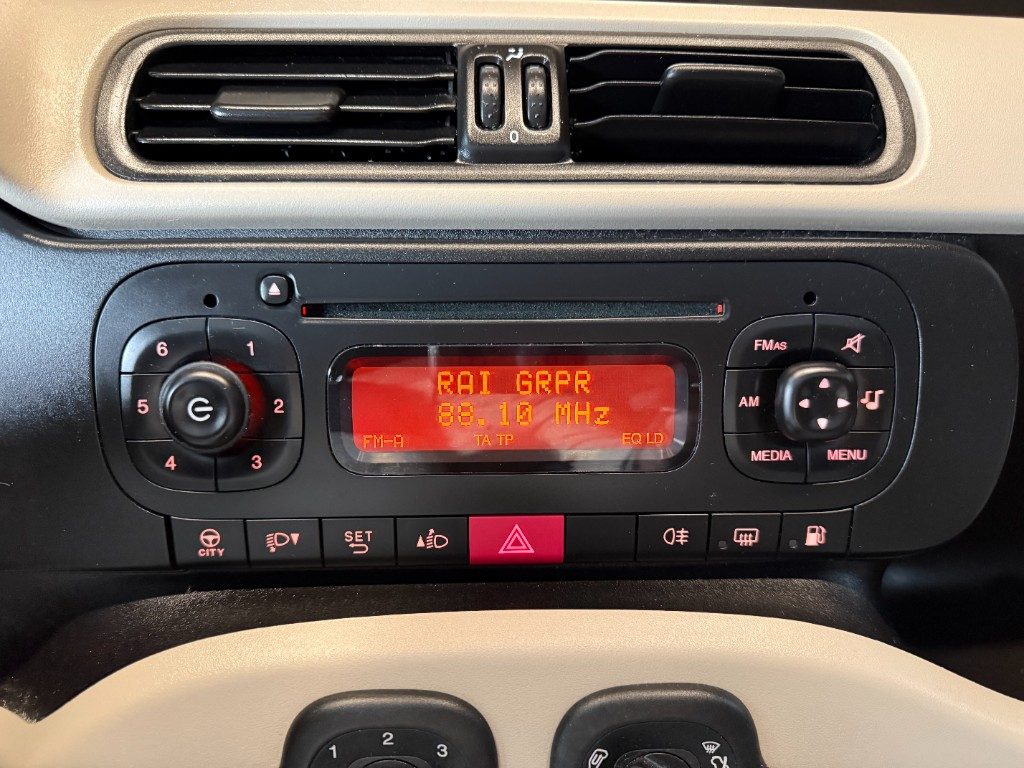 0
6 1
5 2
4 3
RAI GRPR
88.10 MHz
FM-A TA TP EQ LD
FMAS
AM
MEDIA MENU
CITY
SET
1 2 3